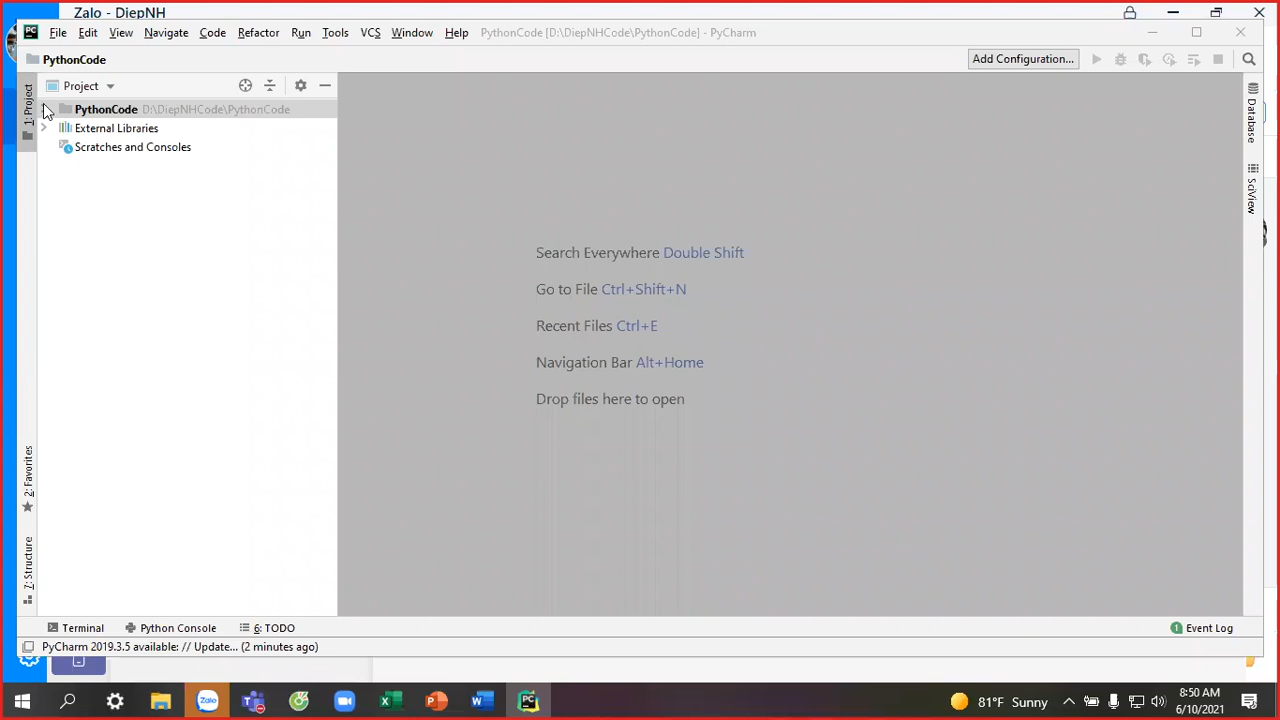 Zalo - DiepNH
PC File Edit View Navigate Code Refactor Run Tools VCS Window Help PythonCode [D:\DiepNHCode\PythonCode] - PyCharm
PythonCode Add Configuration...
1: Project
Project
PythonCode D:\DiepNHCode\PythonCode
External Libraries
Scratches and Consoles
Database
SciView
Search Everywhere Double Shift
Go to File Ctrl+Shift+N
Recent Files Ctrl+E
Navigation Bar Alt+Home
Drop files here to open
2: Favorites
7: Structure
Terminal Python Console 6: TODO 1 Event Log
PyCharm 2019.3.5 available: // Update... (2 minutes ago)
Zalo PC 81°F Sunny 8:50 AM
6/10/2021